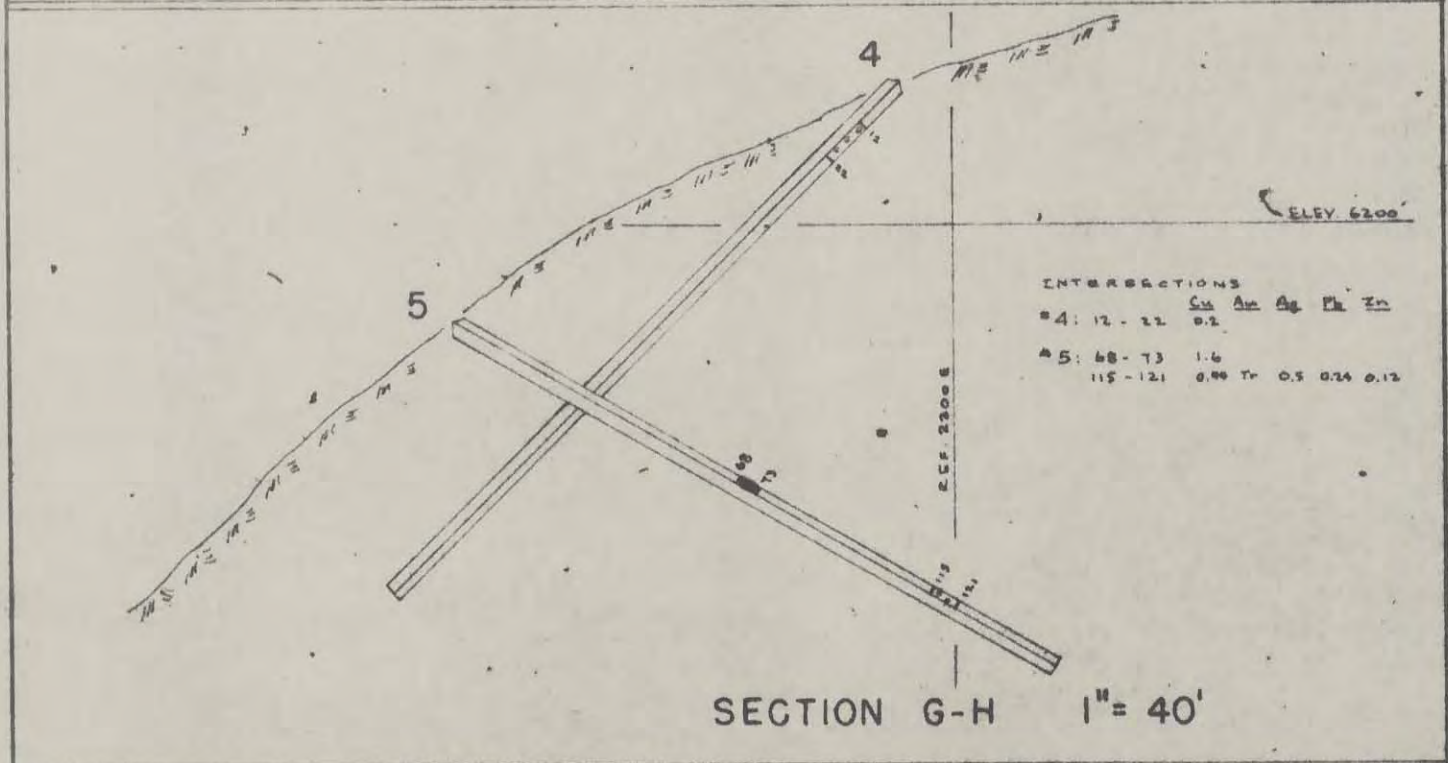 4
12
22
ELEV. 6200'
5
INTERSECTIONS
Cu Au Ag Pb Zn
#4: 12 - 22 0.2
#5: 68 - 73 1.6
115 - 121 Tr 0.5 0.24 0.12
68 73
115 121
SECTION G-H 1"= 40'